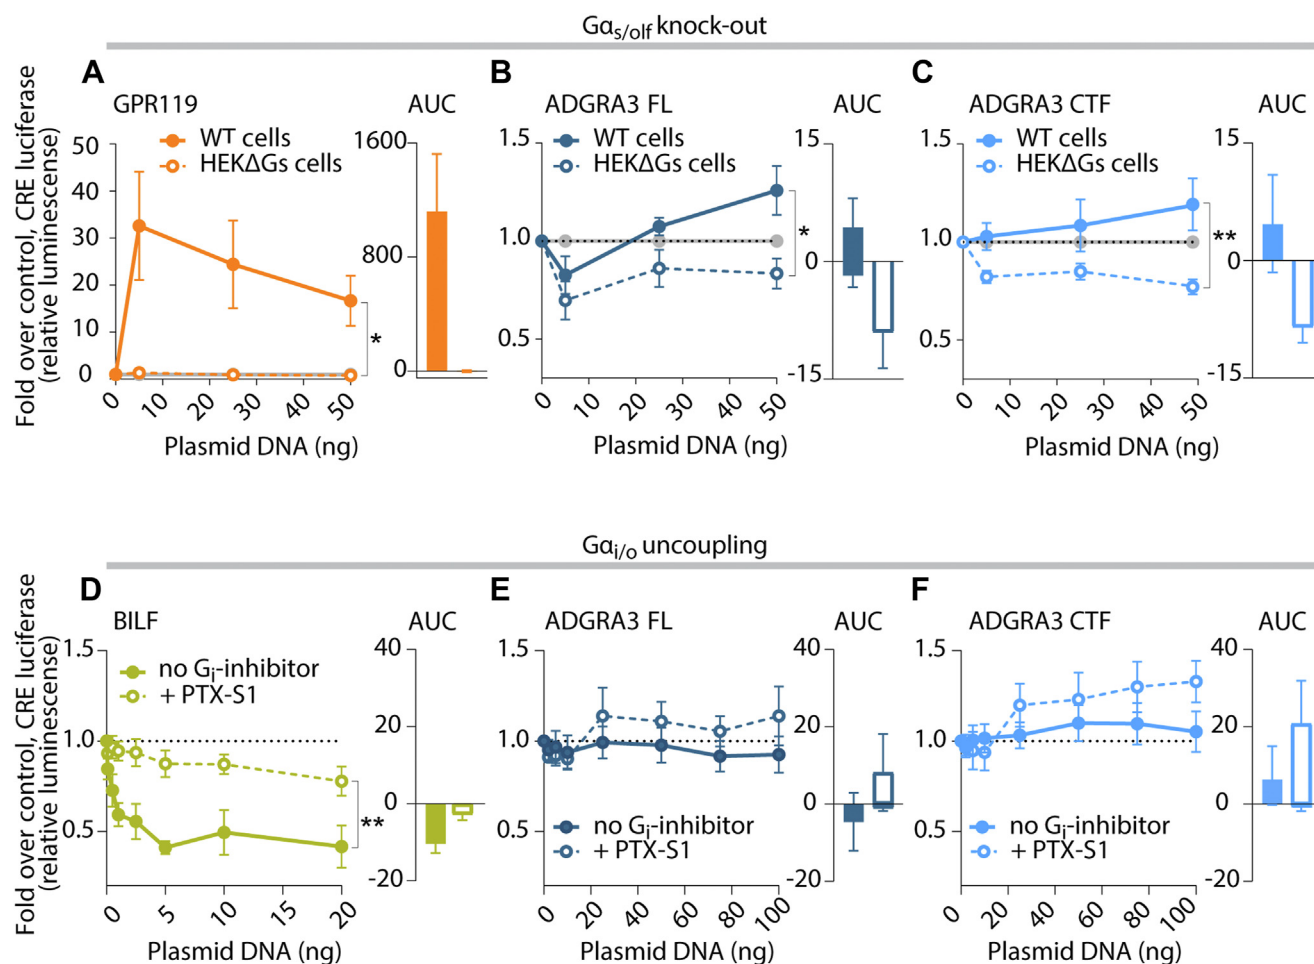 Gαs/olf knock-out
A
GPR119
AUC
WT cells
HEKΔGs cells
Fold over control, CRE luciferase
(relative luminescense)
50
40
30
20
10
0
0 10 20 30 40 50
Plasmid DNA (ng)
*
1600
800
0
B
ADGRA3 FL
AUC
WT cells
HEKΔGs cells
1.5
1.0
0.5
0 10 20 30 40 50
Plasmid DNA (ng)
*
15
0
-15
C
ADGRA3 CTF
AUC
WT cells
HEKΔGs cells
1.5
1.0
0.5
0 10 20 30 40 50
Plasmid DNA (ng)
**
15
0
-15
Gαi/o uncoupling
D
BILF
AUC
no Gi-inhibitor
+ PTX-S1
Fold over control, CRE luciferase
(relative luminescense)
1.5
1.0
0.5
0 5 10 15 20
Plasmid DNA (ng)
**
40
20
0
-20
E
ADGRA3 FL
AUC
1.5
1.0
0.5
no Gi-inhibitor
+ PTX-S1
0 20 40 60 80 100
Plasmid DNA (ng)
40
20
0
-20
F
ADGRA3 CTF
AUC
1.5
1.0
0.5
no Gi-inhibitor
+ PTX-S1
0 20 40 60 80 100
Plasmid DNA (ng)
40
20
0
-20